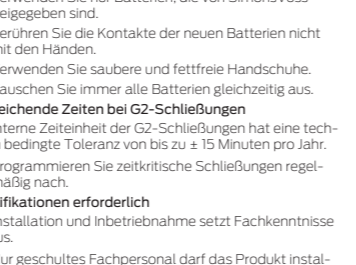 erwenden Sie nur Batterien, die von SimonsVoss
eigegeben sind.
erühren Sie die Kontakte der neuen Batterien nicht
nit den Händen.
erwenden Sie saubere und fettfreie Handschuhe.
auschen Sie immer alle Batterien gleichzeitig aus.
eichende Zeiten bei G2-Schließungen
nterne Zeiteinheit der G2-Schließungen hat eine tech-
bedingte Toleranz von bis zu ± 15 Minuten pro Jahr.
rogrammieren Sie zeitkritische Schließungen regel-
näßig nach.
ifikationen erforderlich
nstallation und Inbetriebnahme setzt Fachkenntnisse
us.
ur geschultes Fachpersonal darf das Produkt instal-